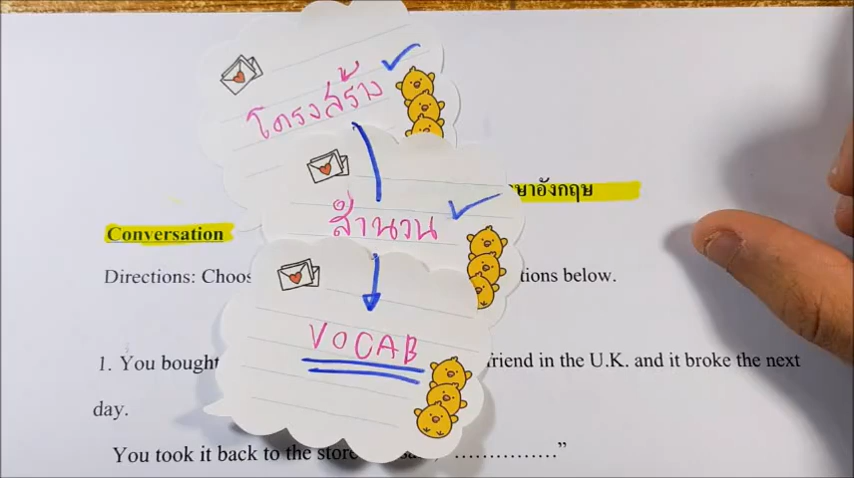 โครงสร้าง
สำนวน
ษาอังกฤษ
Conversation
Directions: Choos tions below.
VOCAB
1. You bought riend in the U.K. and it broke the next
day.
You took it back to the store ……………”